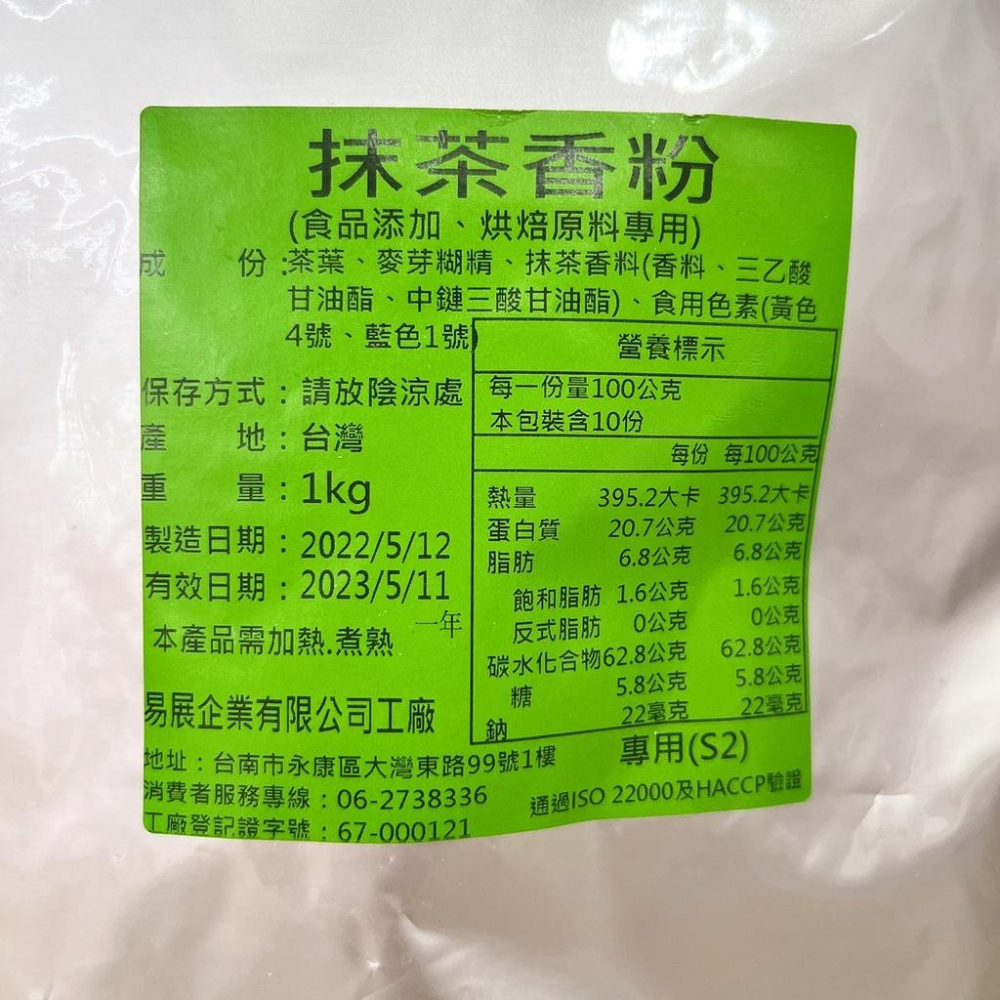 抹茶香粉
(食品添加、烘焙原料專用)
成 份:茶葉、麥芽糊精、抹茶香料(香料、三乙酸
甘油酯、中鏈三酸甘油酯)、食用色素(黃色
4號、藍色1號)
保存方式：請放陰涼處
產 地：台灣
重 量：1kg
製造日期：2022/5/12
有效日期：2023/5/11
一年
本產品需加熱.煮熟
營養標示
每一份量100公克
本包裝含10份
每份 每100公克
熱量 395.2大卡 395.2大卡
蛋白質 20.7公克 20.7公克
脂肪 6.8公克 6.8公克
飽和脂肪 1.6公克 1.6公克
反式脂肪 0公克 0公克
碳水化合物62.8公克 62.8公克
糖 5.8公克 5.8公克
鈉 22毫克 22毫克
易展企業有限公司工廠
專用(S2)
地址：台南市永康區大灣東路99號1樓
消費者服務專線：06-2738336
通過ISO 22000及HACCP驗證
工廠登記證字號：67-000121